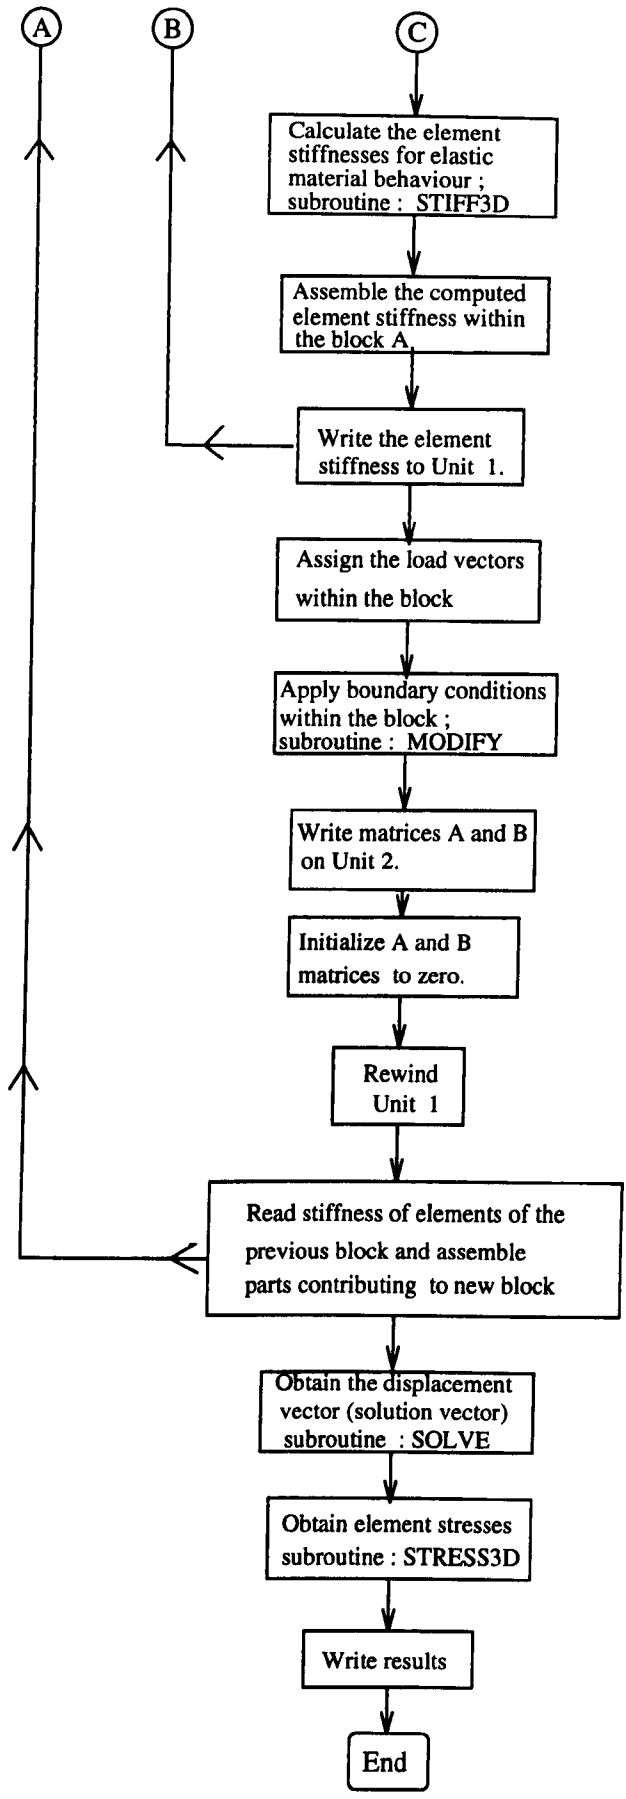 A
B
C
Calculate the element
stiffnesses for elastic
material behaviour ;
subroutine : STIFF3D
Assemble the computed
element stiffness within
the block A
Write the element
stiffness to Unit 1.
Assign the load vectors
within the block
Apply boundary conditions
within the block ;
subroutine : MODIFY
Write matrices A and B
on Unit 2.
Initialize A and B
matrices to zero.
Rewind
Unit 1
Read stiffness of elements of the
previous block and assemble
parts contributing to new block
Obtain the displacement
vector (solution vector)
subroutine : SOLVE
Obtain element stresses
subroutine : STRESS3D
Write results
End